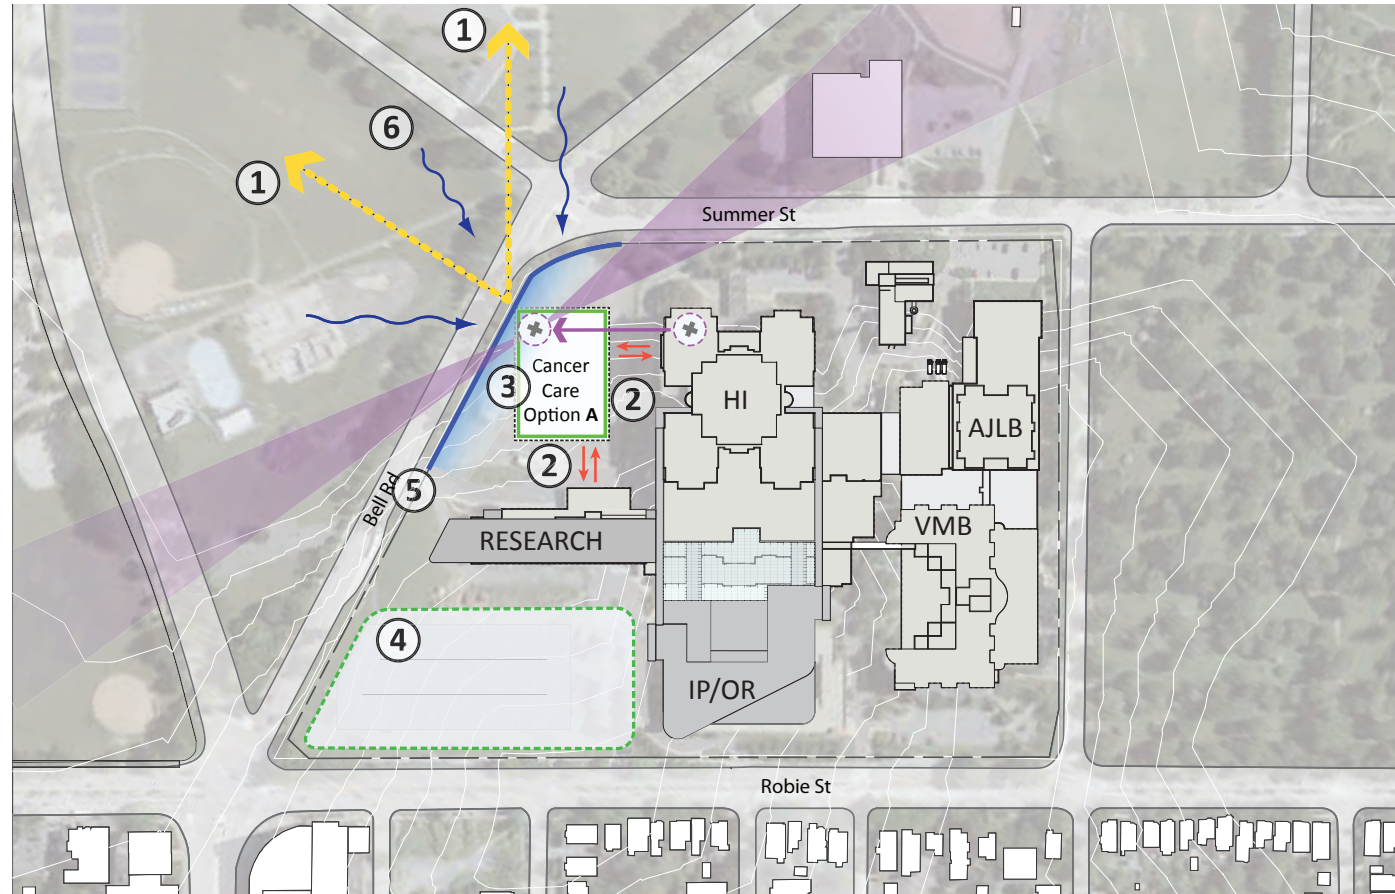 1
6
1
Summer St
Cancer
Care
Option A
3
2
HI
AJLB
2
5
Bell Rd
RESEARCH
VMB
4
IP/OR
Robie St